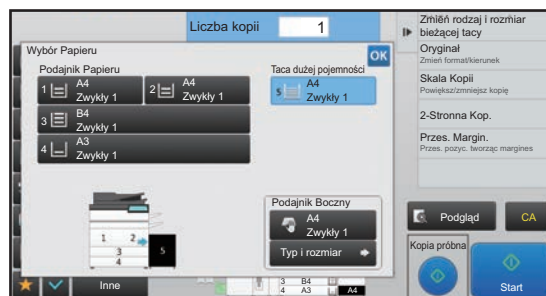 Liczba kopii 1
Wybór Papieru
OK
Podajnik Papieru
1 A4
Zwykły 1
2 A4
Zwykły 1
3 B4
Zwykły 1
4 A3
Zwykły 1
Taca dużej pojemności
5 A4
Zwykły 1
1 2
3
4
5
Podajnik Boczny
A4
Zwykły 1
Typ i rozmiar
Inne
3 B4
4 A3
A4
Zmień rodzaj i rozmiar
bieżącej tacy
Oryginał
Zmień format/kierunek
Skala Kopii
Powiększ/zmniejsz kopię
2-Stronna Kop.
Przes. Margin.
Przes. pozyc. tworząc margines
Podgląd
CA
Kopia próbna
Start